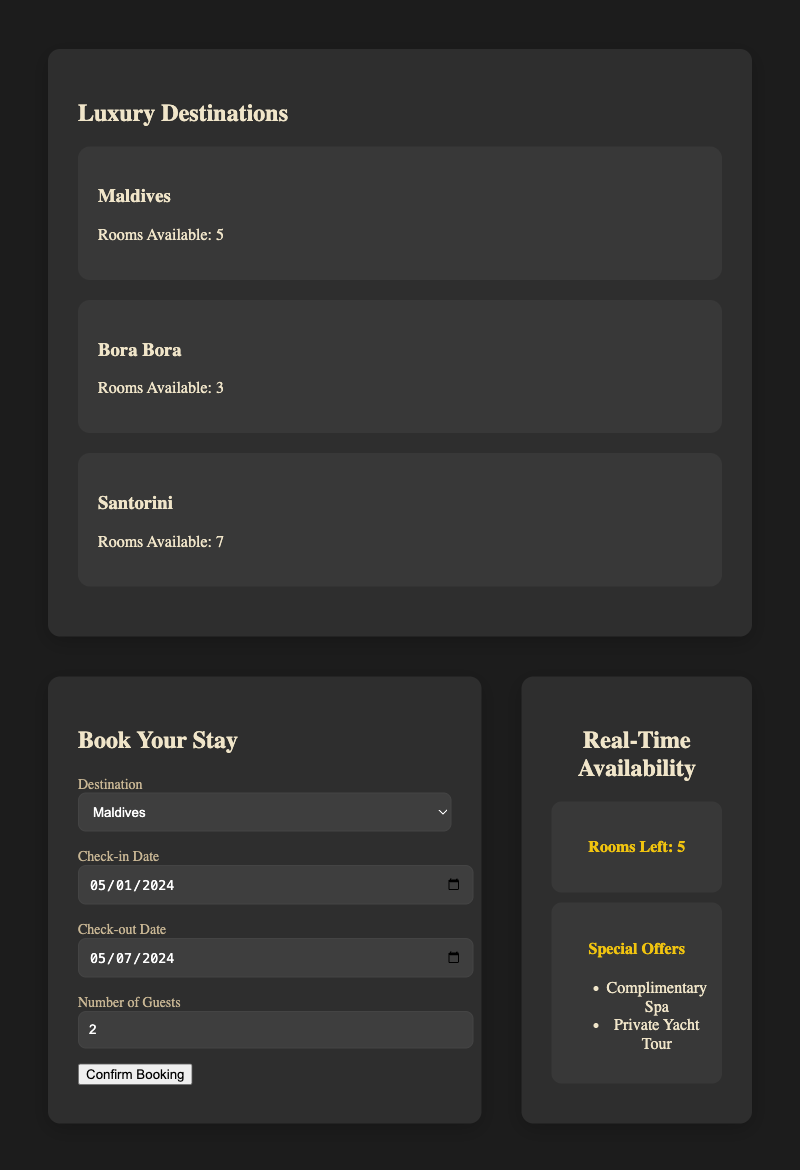 Luxury Destinations
Maldives
Rooms Available: 5
Bora Bora
Rooms Available: 3
Santorini
Rooms Available: 7
Book Your Stay
Destination
Maldives
Check-in Date
05/01/2024
Check-out Date
05/07/2024
Number of Guests
2
Confirm Booking
Real-Time
Availability
Rooms Left: 5
Special Offers
• Complimentary
Spa
• Private Yacht
Tour